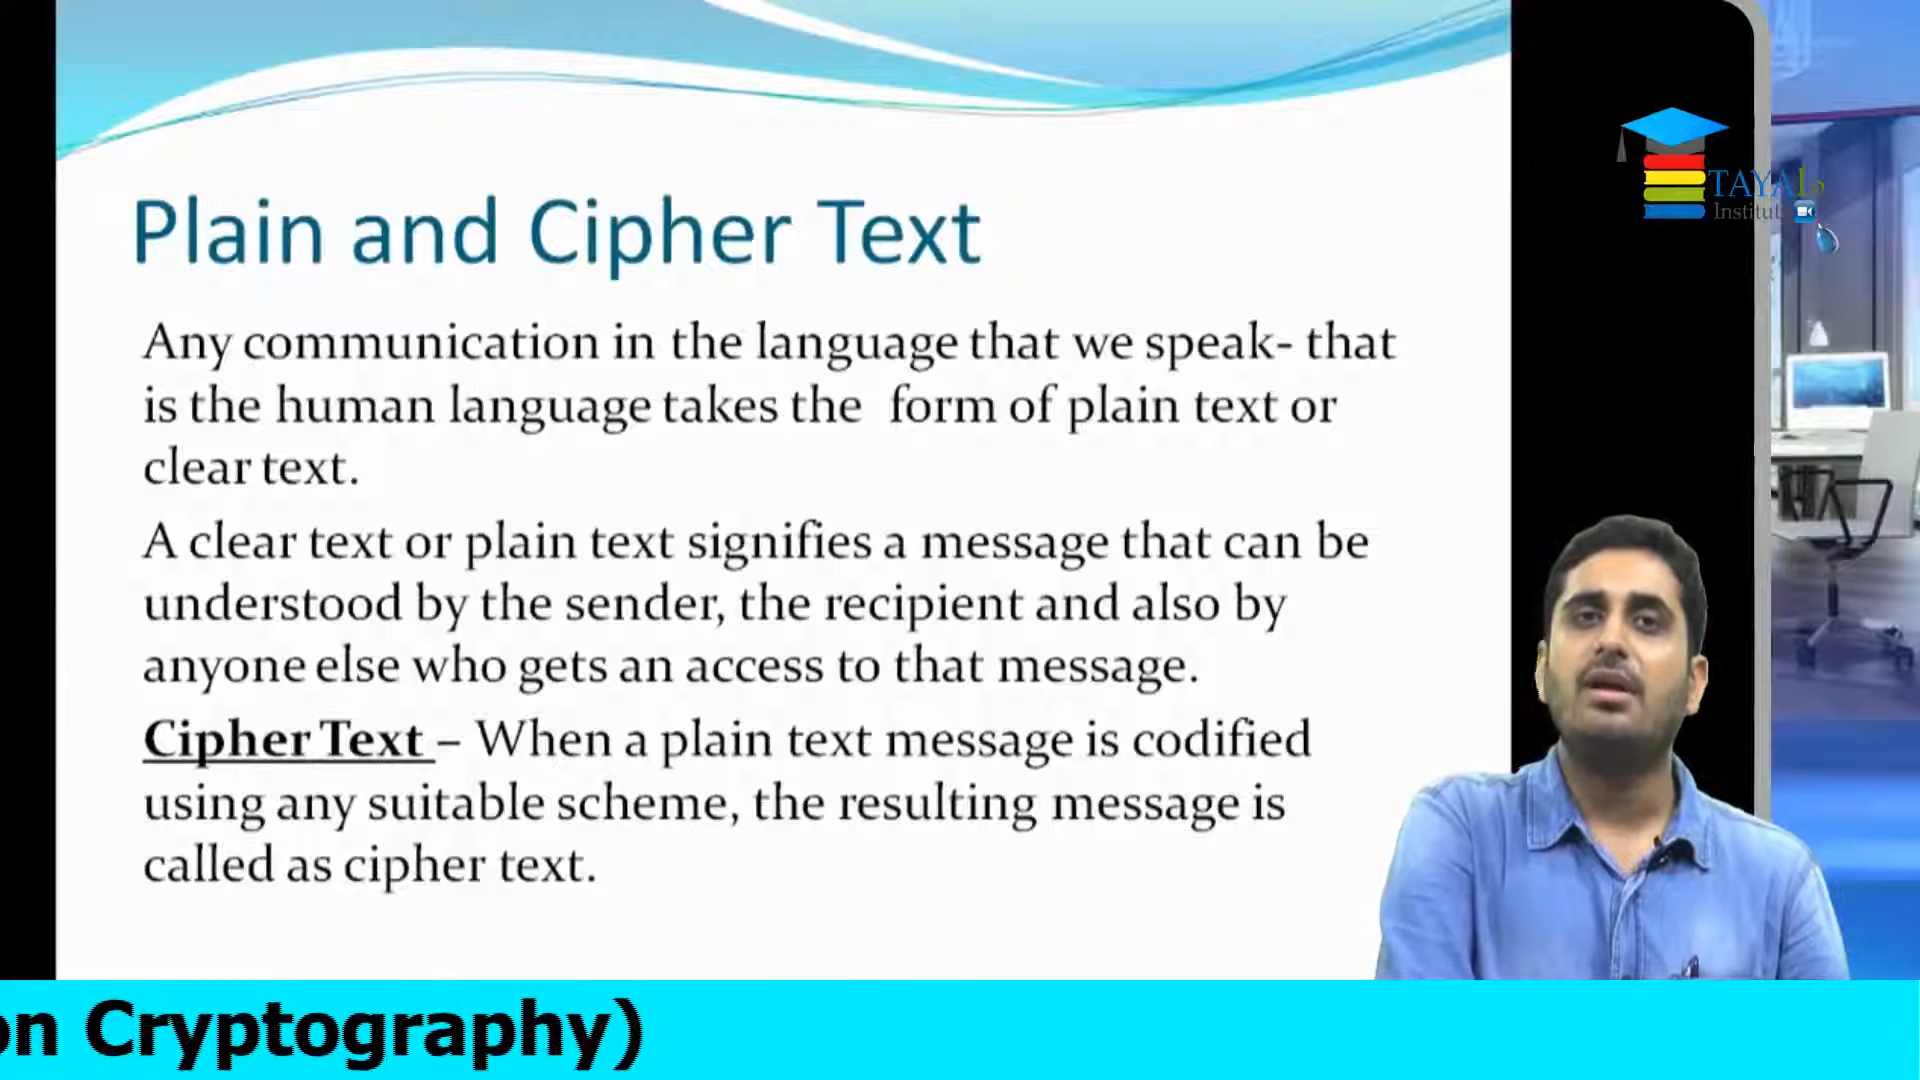 Plain and Cipher Text
Any communication in the language that we speak- that
is the human language takes the form of plain text or
clear text.
A clear text or plain text signifies a message that can be
understood by the sender, the recipient and also by
anyone else who gets an access to that message.
Cipher Text – When a plain text message is codified
using any suitable scheme, the resulting message is
called as cipher text.
TAYAL
on Cryptography)